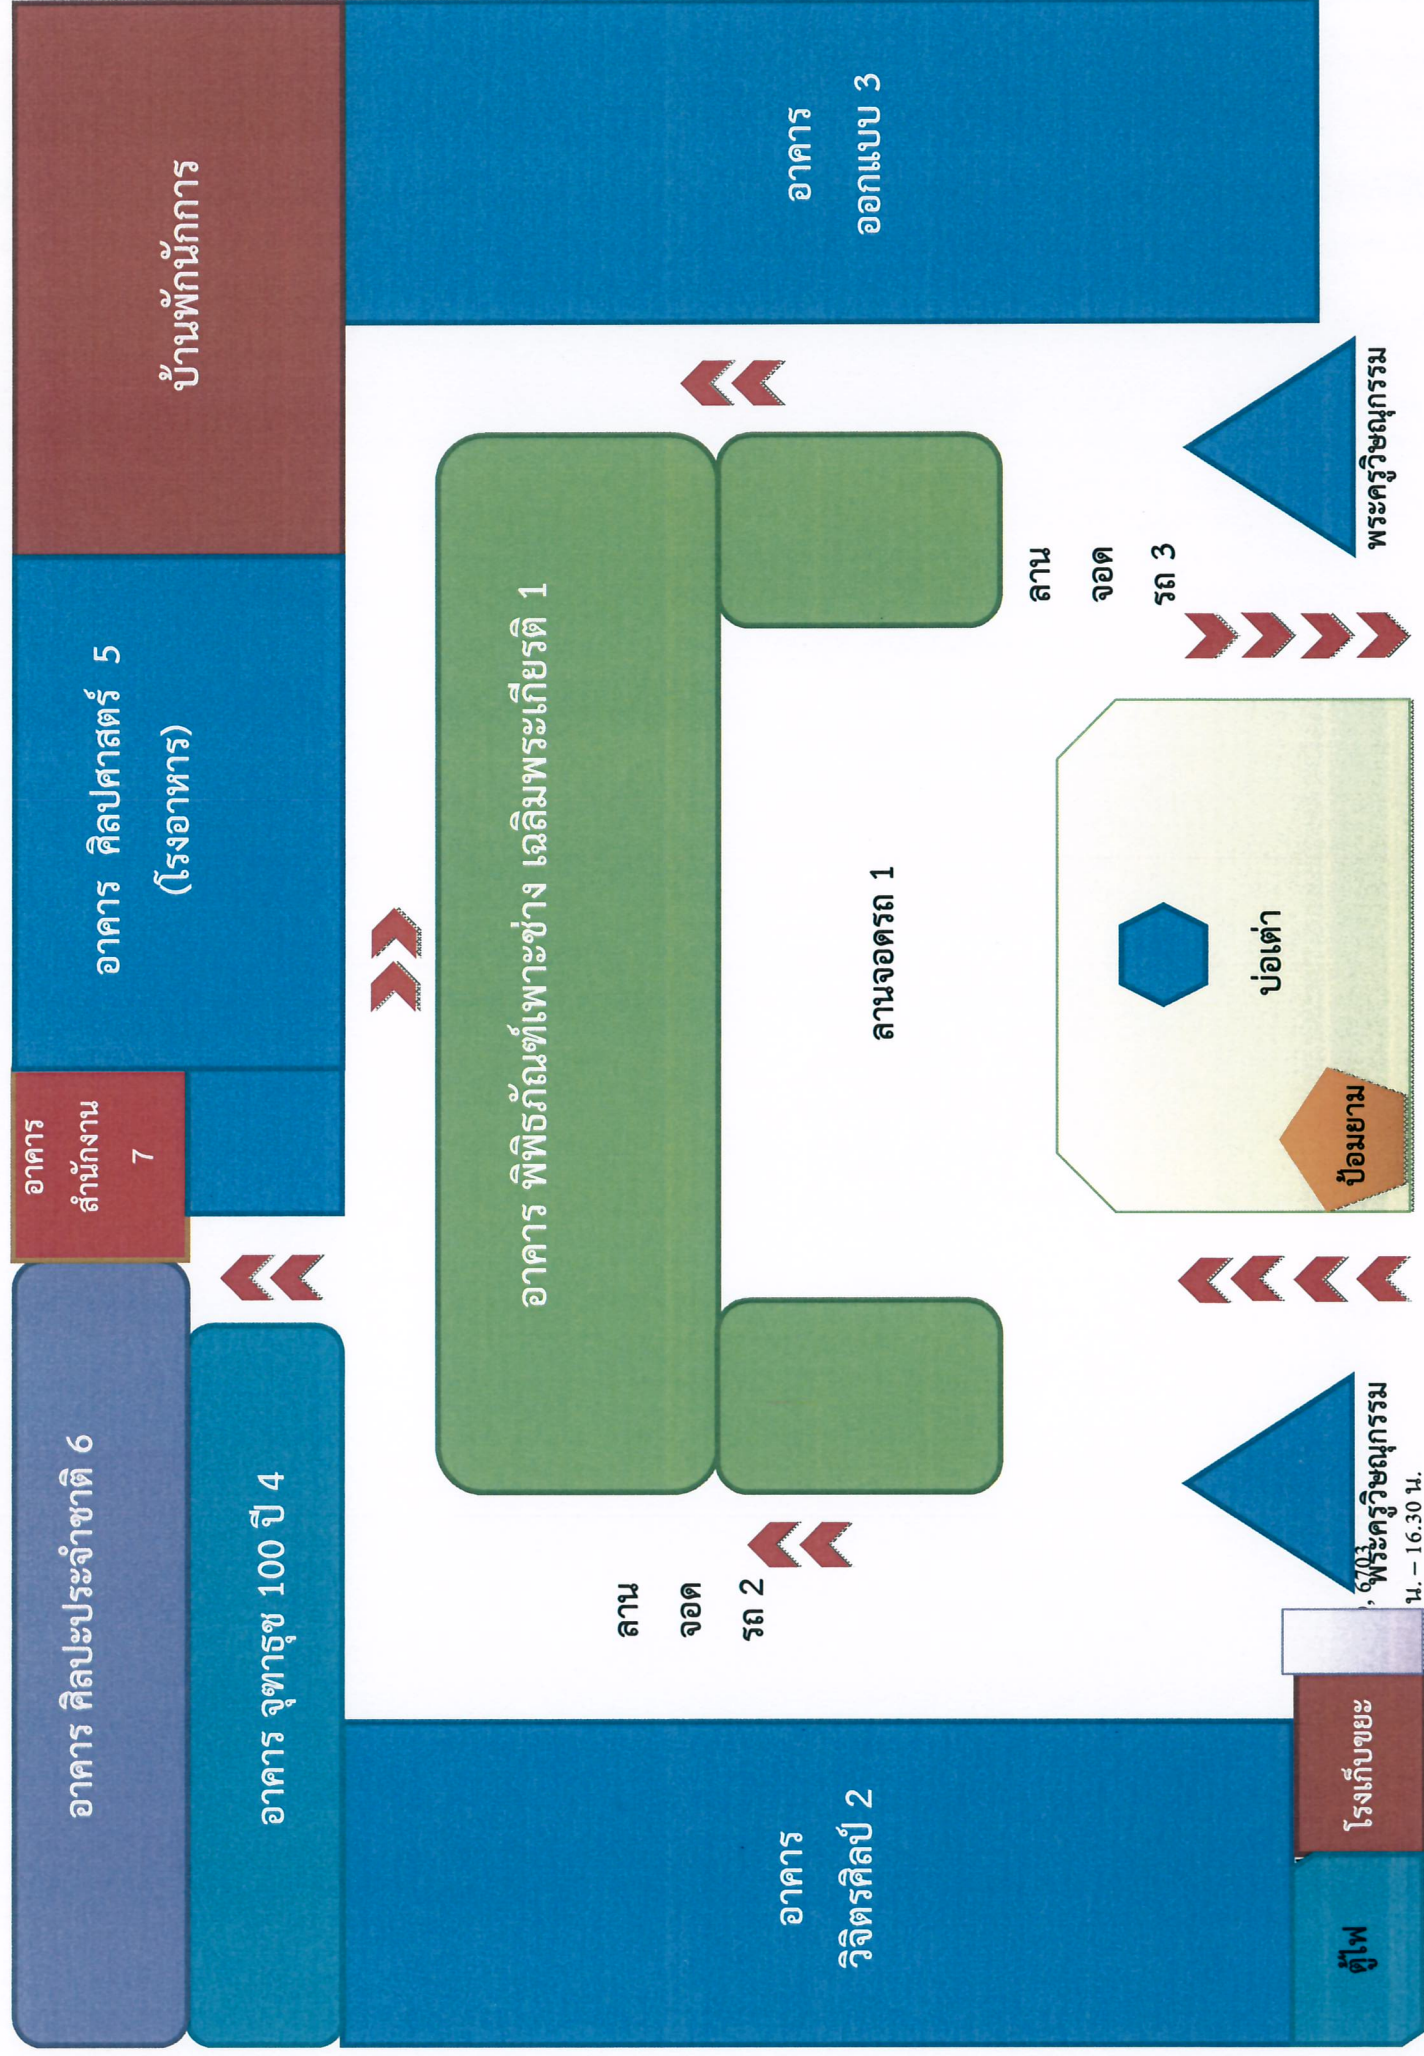 อาคาร ศิลปะประจำชาติ 6
อาคาร
สำนักงาน
7
อาคาร ศิลปศาสตร์ 5
(โรงอาหาร)
บ้านพักนักการ
อาคาร จุฑาธุช 100 ปี 4
อาคาร พิพิธภัณฑ์เพาะช่าง เฉลิมพระเกียรติ 1
ลาน
จอด
รถ 2
อาคาร
วิจิตรศิลป์ 2
ลานจอดรถ 1
อาคาร
ออกแบบ 3
ลาน
จอด
รถ 3
บ่อเต่า
ป้อมยาม
ตู้ไฟ
โรงเก็บขยะ
, 6703
พระครูวิษณุกรรม
น. – 16.30 น.
พระครูวิษณุกรรม